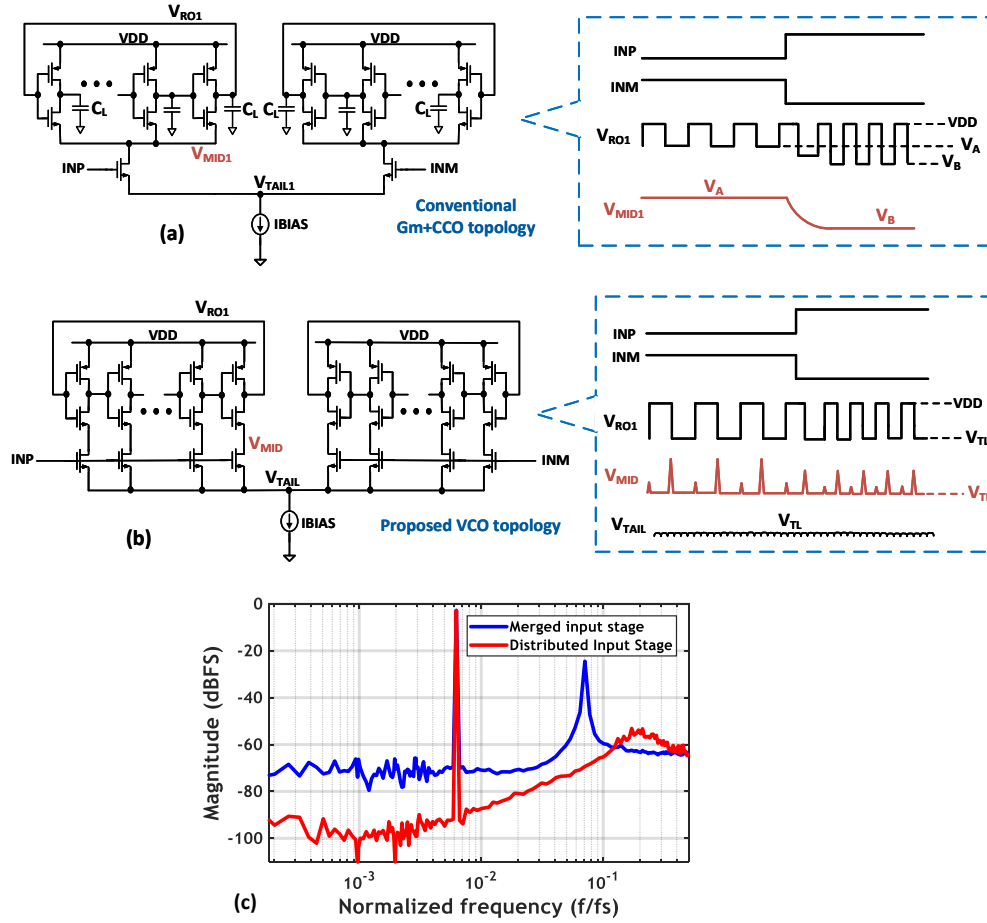 (a)
V_RO1
VDD
C_L
C_L
V_MID1
INP
VDD
C_L
C_L
INM
V_TAIL1
IBIAS
Conventional
Gm+CCO topology
INP
INM
V_RO1
VDD
V_A
V_B
V_MID1
V_A
V_B
(b)
V_RO1
VDD
VDD
V_MID
INP
INM
V_TAIL
IBIAS
Proposed VCO topology
INP
INM
V_RO1
VDD
V_TL
V_MID
V_TL
V_TAIL
V_TL
(c)
Magnitude (dBFS)
0
-20
-40
-60
-80
-100
Merged input stage
Distributed Input Stage
10^-3
10^-2
10^-1
Normalized frequency (f/fs)